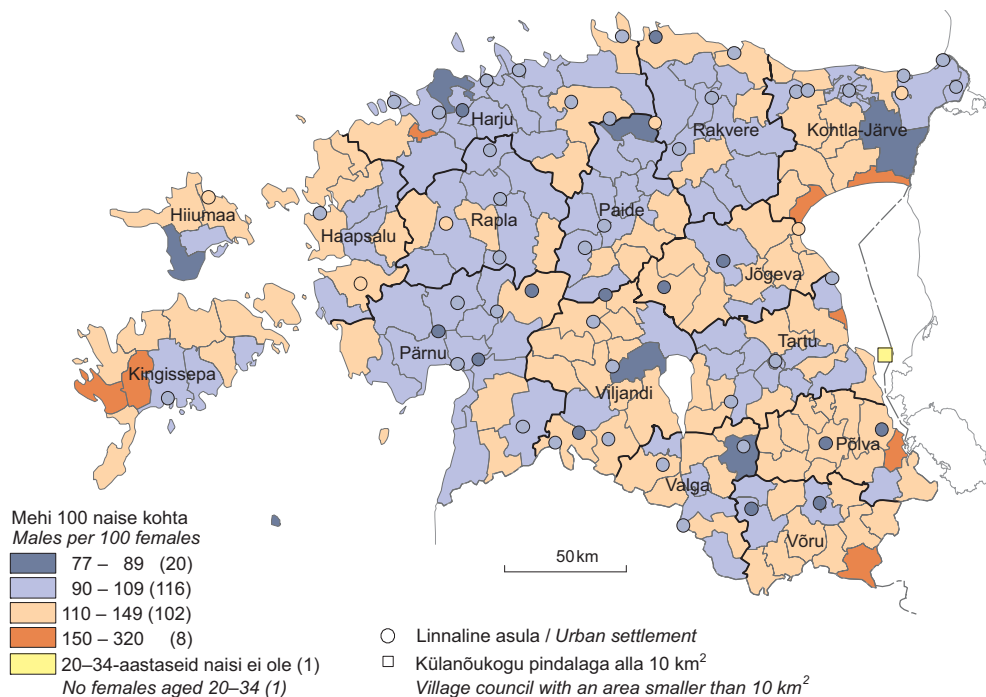 Harju
Rakvere
Kohtla-Järve
Hiiumaa
Haapsalu
Rapla
Paide
Jõgeva
Tartu
Kingissepa
Pärnu
Viljandi
Põlva
Valga
Võru
Mehi 100 naise kohta
Males per 100 females
77 – 89 (20)
90 – 109 (116)
110 – 149 (102)
150 – 320 (8)
20–34-aastaseid naisi ei ole (1)
No females aged 20–34 (1)
50 km
Linnaline asula / Urban settlement
Külanõukogu pindalaga alla 10 km²
Village council with an area smaller than 10 km²